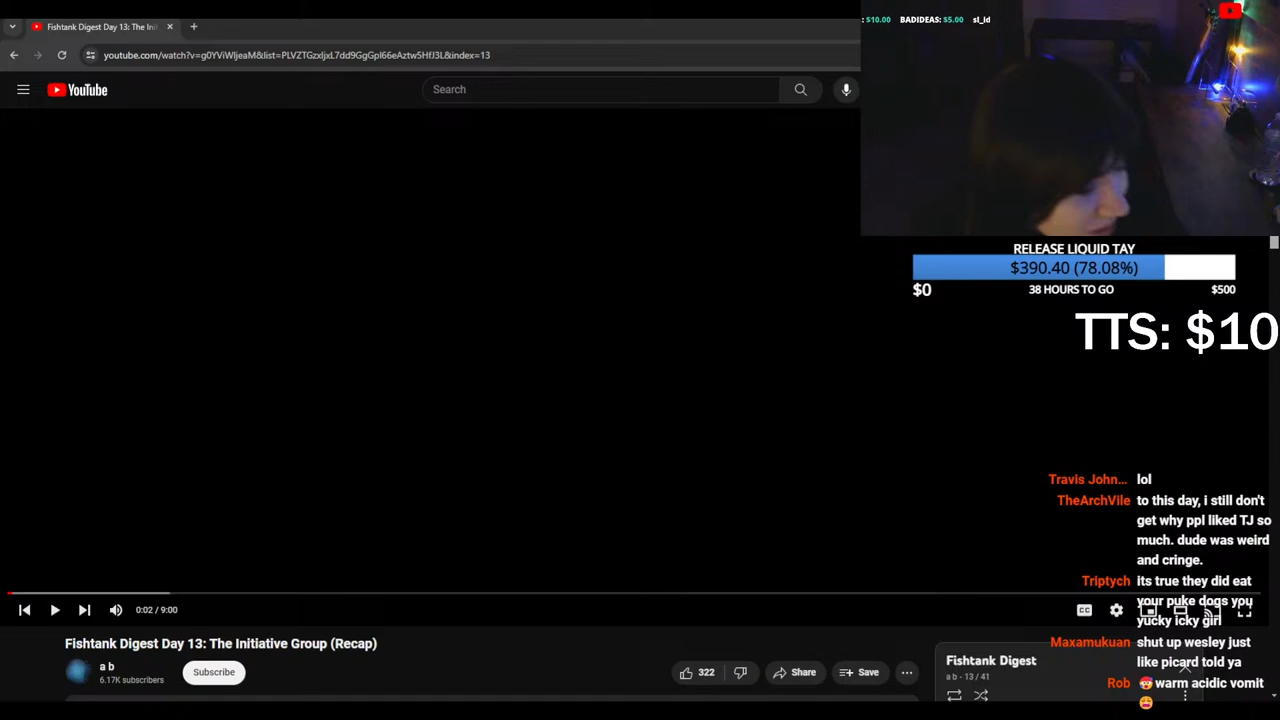 Fishtank Digest Day 13: The Init
: $10.00 BADIDEAS: $5.00 sl_ld
youtube.com/watch?v=g0YViWIjeaM&list=PLVZTGzxljxL7dd9GgGpl66eAztw5HfJ3L&index=13
YouTube
Search
RELEASE LIQUID TAY
$390.40 (78.08%)
$0 38 HOURS TO GO $500
TTS: $10
Travis John... lol
TheArchVile to this day, i still don't
get why ppl liked TJ so
much. dude was weird
and cringe.
Triptych its true they did eat
your puke dogs you
yucky icky girl
Maxamukuan shut up wesley just
like picard told ya
Rob warm acidic vomit
0:02 / 9:00
CC
Fishtank Digest Day 13: The Initiative Group (Recap)
a b
6.17K subscribers
Subscribe
322
Share
Save
Fishtank Digest
a b - 13 / 41